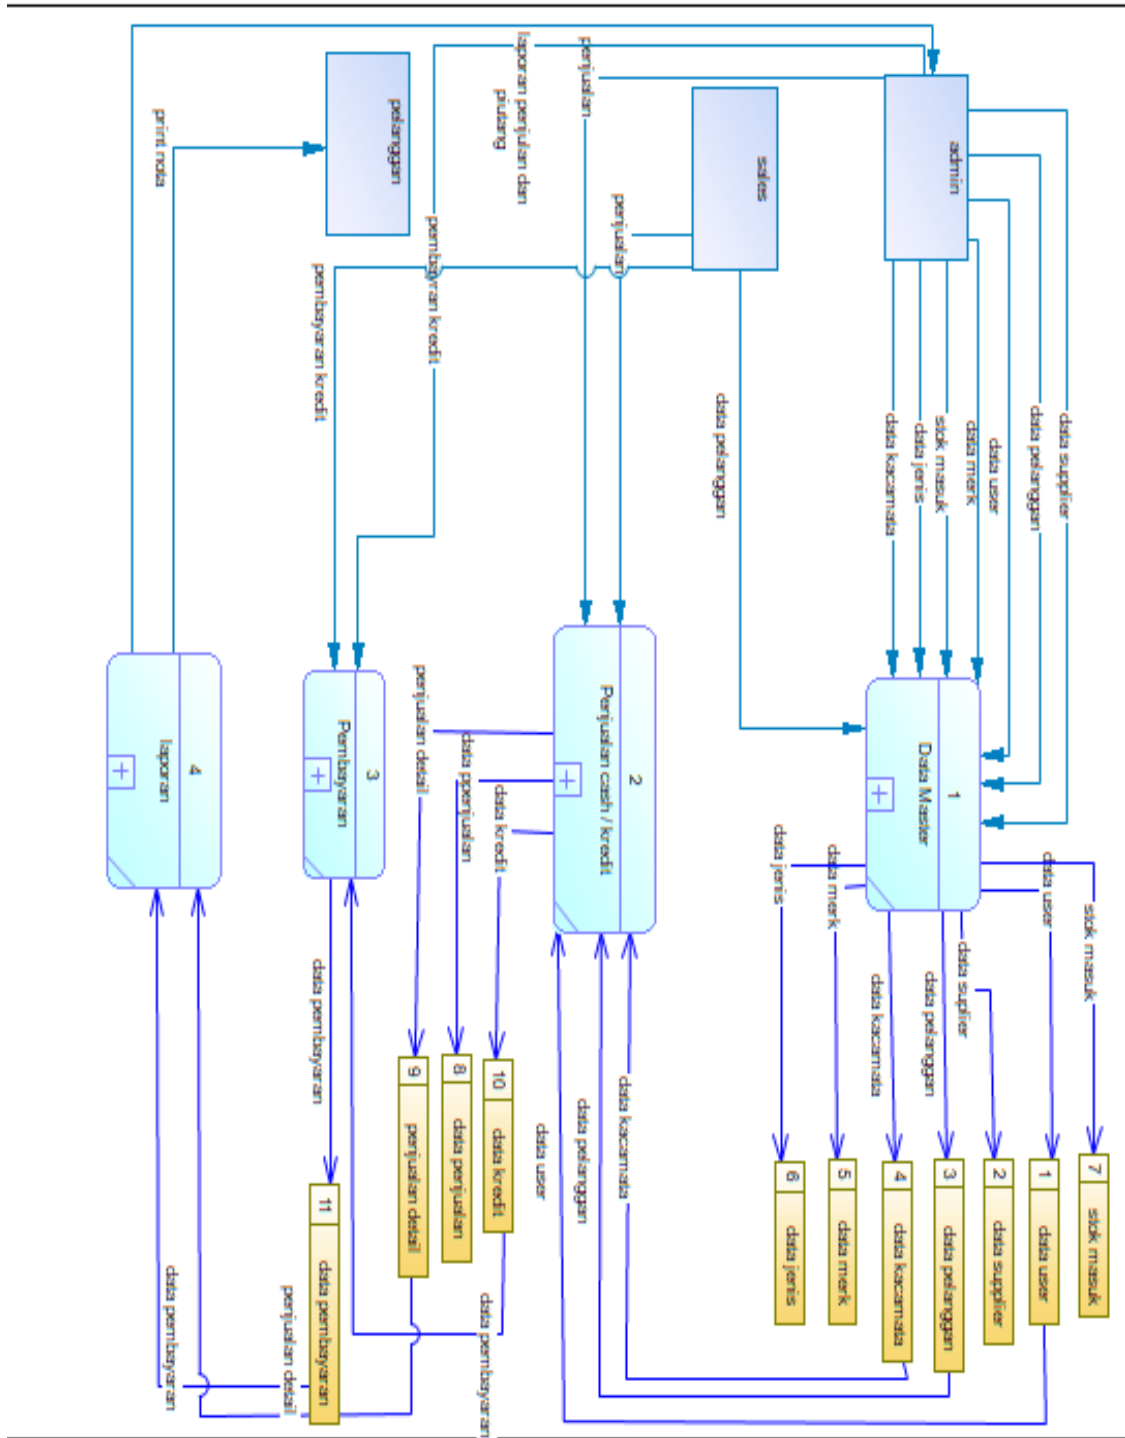 stok masuk
7
stok masuk
data supplier
data user
1
data user
data pelanggan
data user
2
data supplier
data suplier
data merk
admin
1
Data Master
stok masuk
data pelanggan
3
data pelanggan
data jenis
data kacamata
data kacamata
4
data kacamata
data merk
5
data merk
data jenis
6
data jenis
sales
data pelanggan
penjualan
2
Penjualan cash / kredit
data kacamata
penjualan
data pelanggan
data user
laporan penjulan dan
piutang
data kredit
10
data kredit
data ppenjualan
8
data penjualan
data pembayaran
pembayran kredit
penjualan detail
9
penjualan detail
pelanggan
3
Pembayaran
pembayaran kredit
data pembayaran
11
data pembayaran
penjualan detail
4
laporan
data pembayaran
print nota